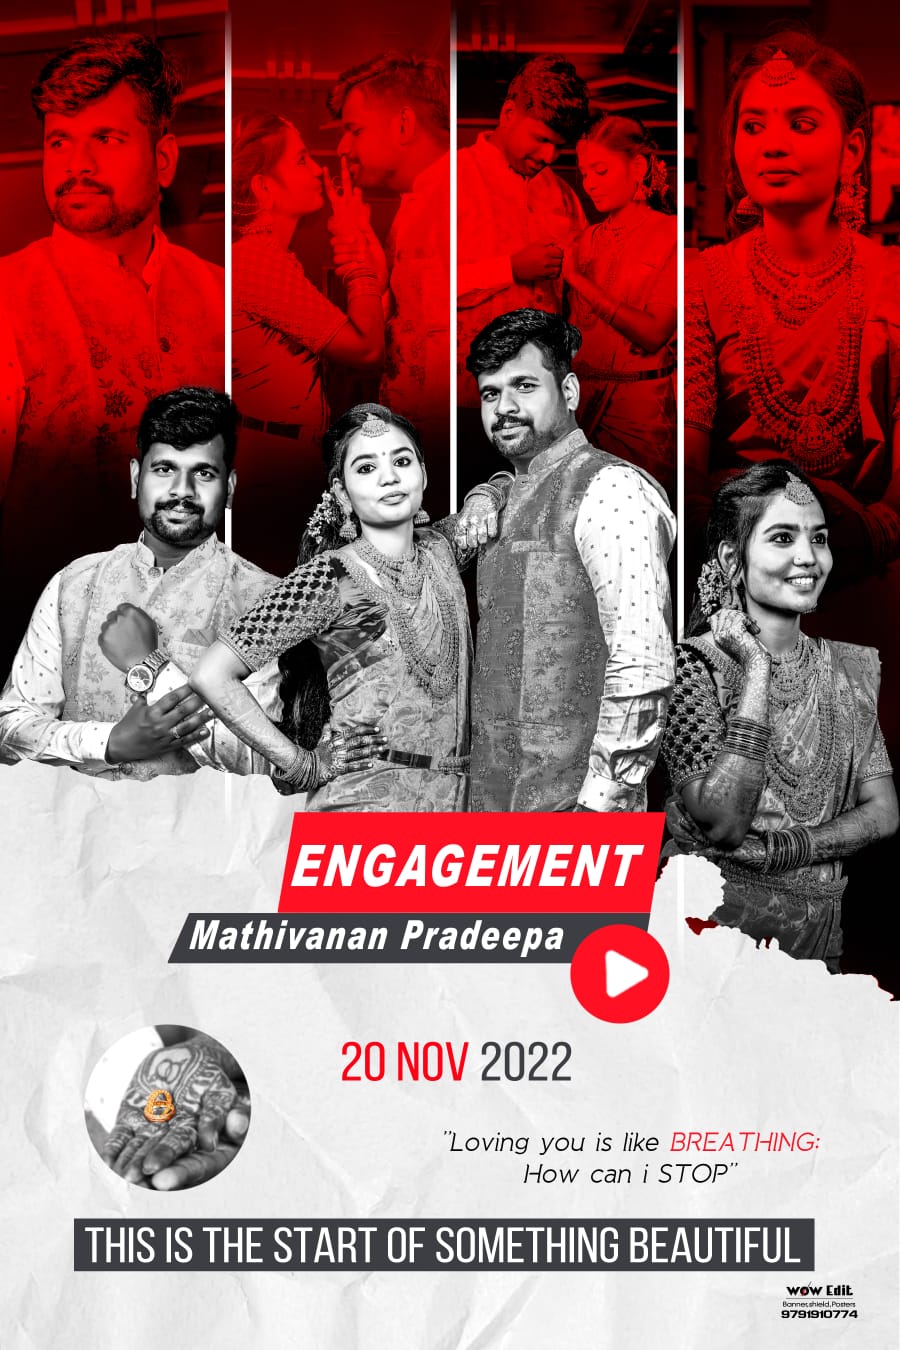 ENGAGEMENT
Mathivanan Pradeepa
20 NOV 2022
"Loving you is like BREATHING:
How can i STOP"
THIS IS THE START OF SOMETHING BEAUTIFUL
WOW Edit
Banner,shield,Posters
9791910774